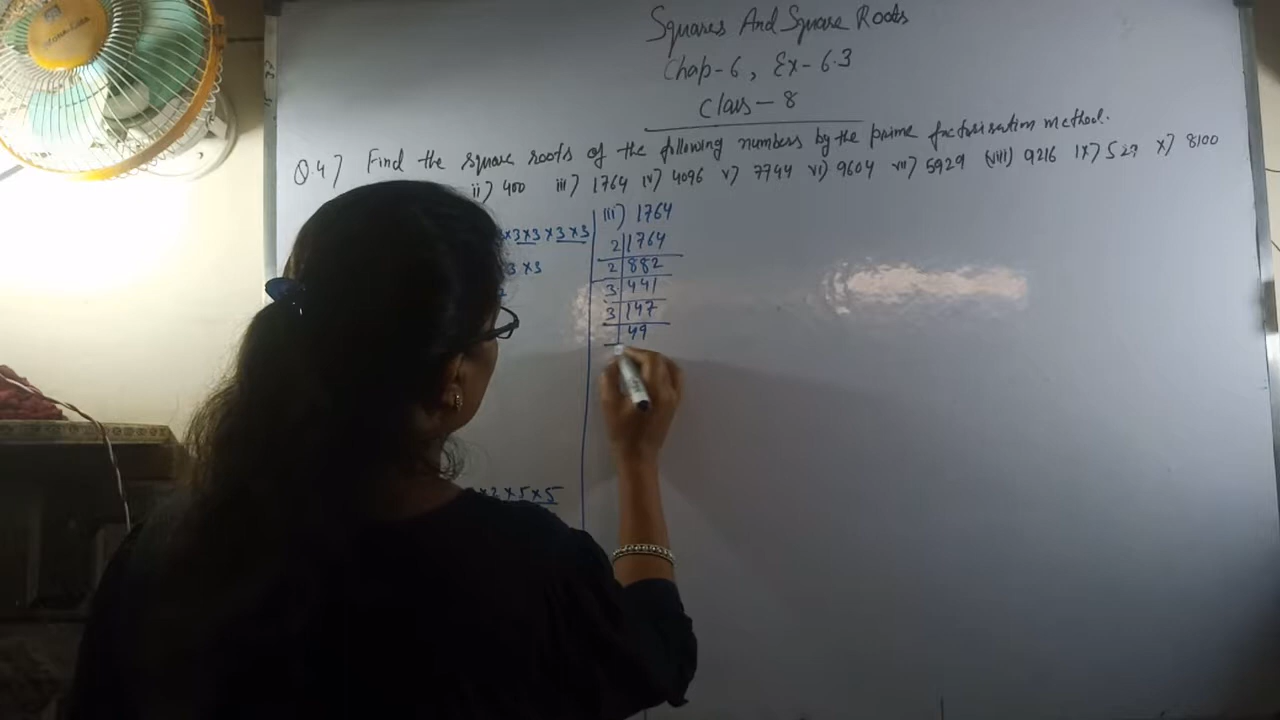 Squares And Square Roots
Chap-6, Ex-6.3
Class-8
Q.4) Find the square roots of the following numbers by the prime factorisation method.
ii) 400 iii) 1764 iv) 4096 v) 7744 vi) 9604 vii) 5929 (viii) 9216 ix) 529 x) 8100
×3×3×3×3
3×3
×2×5×5
iii) 1764
2|1764
2|882
3|441
3|147
|49